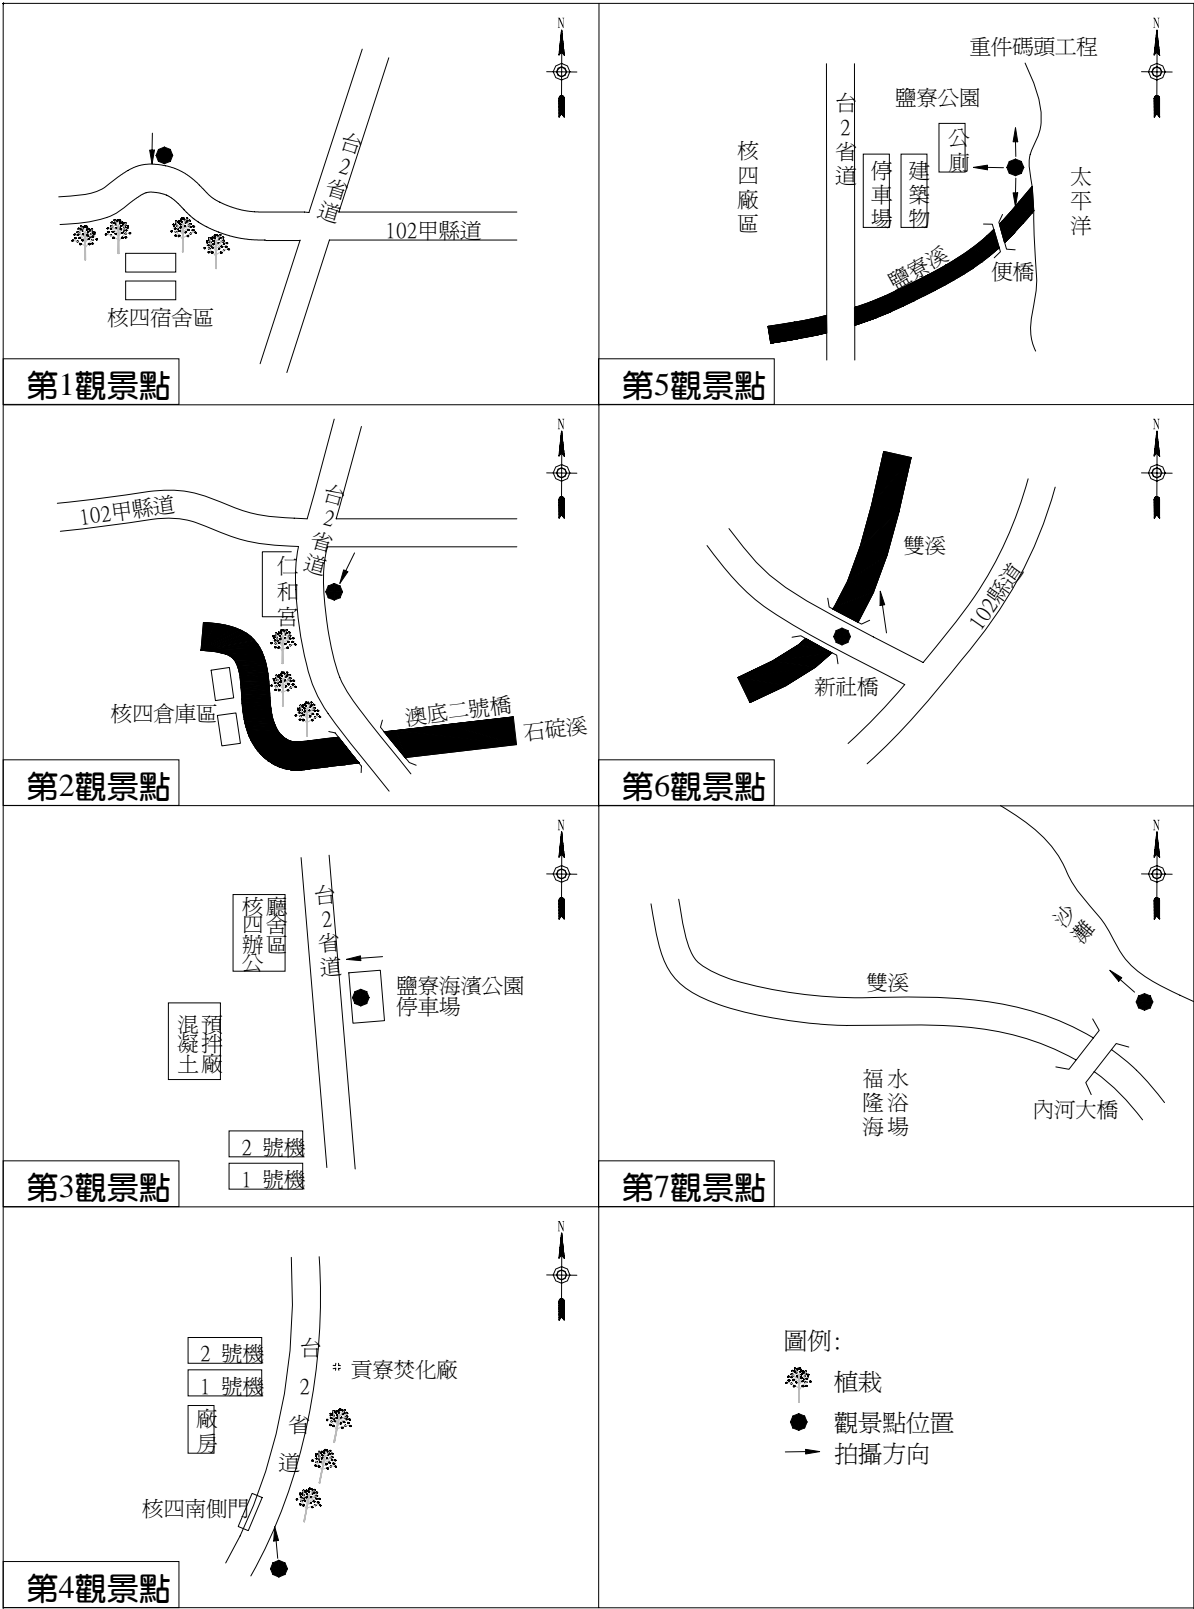 N
台2省道
102甲縣道
核四宿舍區
第1觀景點
N
重件碼頭工程
鹽寮公園
台2省道
公廁
核四廠區
停車場
建築物
太平洋
鹽寮溪
便橋
第5觀景點
N
102甲縣道
台2省道
仁和宮
核四倉庫區
澳底二號橋
石碇溪
第2觀景點
N
雙溪
102縣道
新社橋
第6觀景點
N
台2省道
核四辦公
廳舍區
鹽寮海濱公園
停車場
混凝土
預拌廠
2 號機
1 號機
第3觀景點
N
沙灘
雙溪
福隆海
水浴場
內河大橋
第7觀景點
N
台2省道
2 號機
1 號機
貢寮焚化廠
廠房
核四南側門
第4觀景點
圖例:
植栽
觀景點位置
拍攝方向